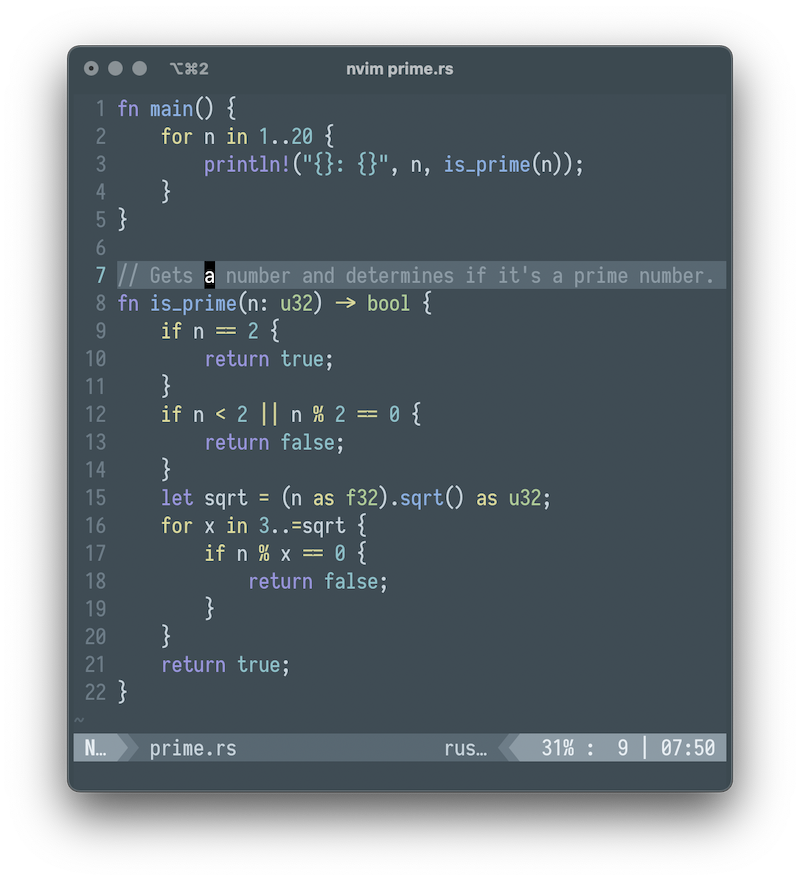 ⌥⌘2 nvim prime.rs
1 fn main() {
2     for n in 1..20 {
3         println!("{}: {}", n, is_prime(n));
4     }
5 }
6
7 // Gets a number and determines if it's a prime number.
8 fn is_prime(n: u32) -> bool {
9     if n == 2 {
10         return true;
11     }
12     if n < 2 || n % 2 == 0 {
13         return false;
14     }
15     let sqrt = (n as f32).sqrt() as u32;
16     for x in 3..=sqrt {
17         if n % x == 0 {
18             return false;
19         }
20     }
21     return true;
22 }
~
N… prime.rs rus… 31% : 9 | 07:50